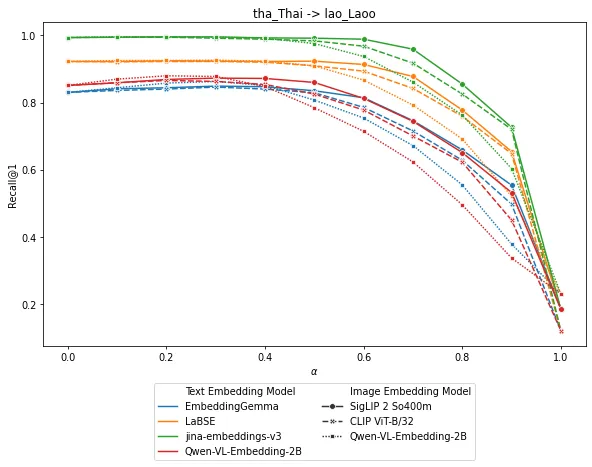 tha_Thai -> lao_Laoo
Recall@1
1.0
0.8
0.6
0.4
0.2
0.0
0.2
0.4
0.6
0.8
1.0
α
Text Embedding Model
EmbeddingGemma
LaBSE
jina-embeddings-v3
Qwen-VL-Embedding-2B
Image Embedding Model
SigLIP 2 So400m
CLIP ViT-B/32
Qwen-VL-Embedding-2B